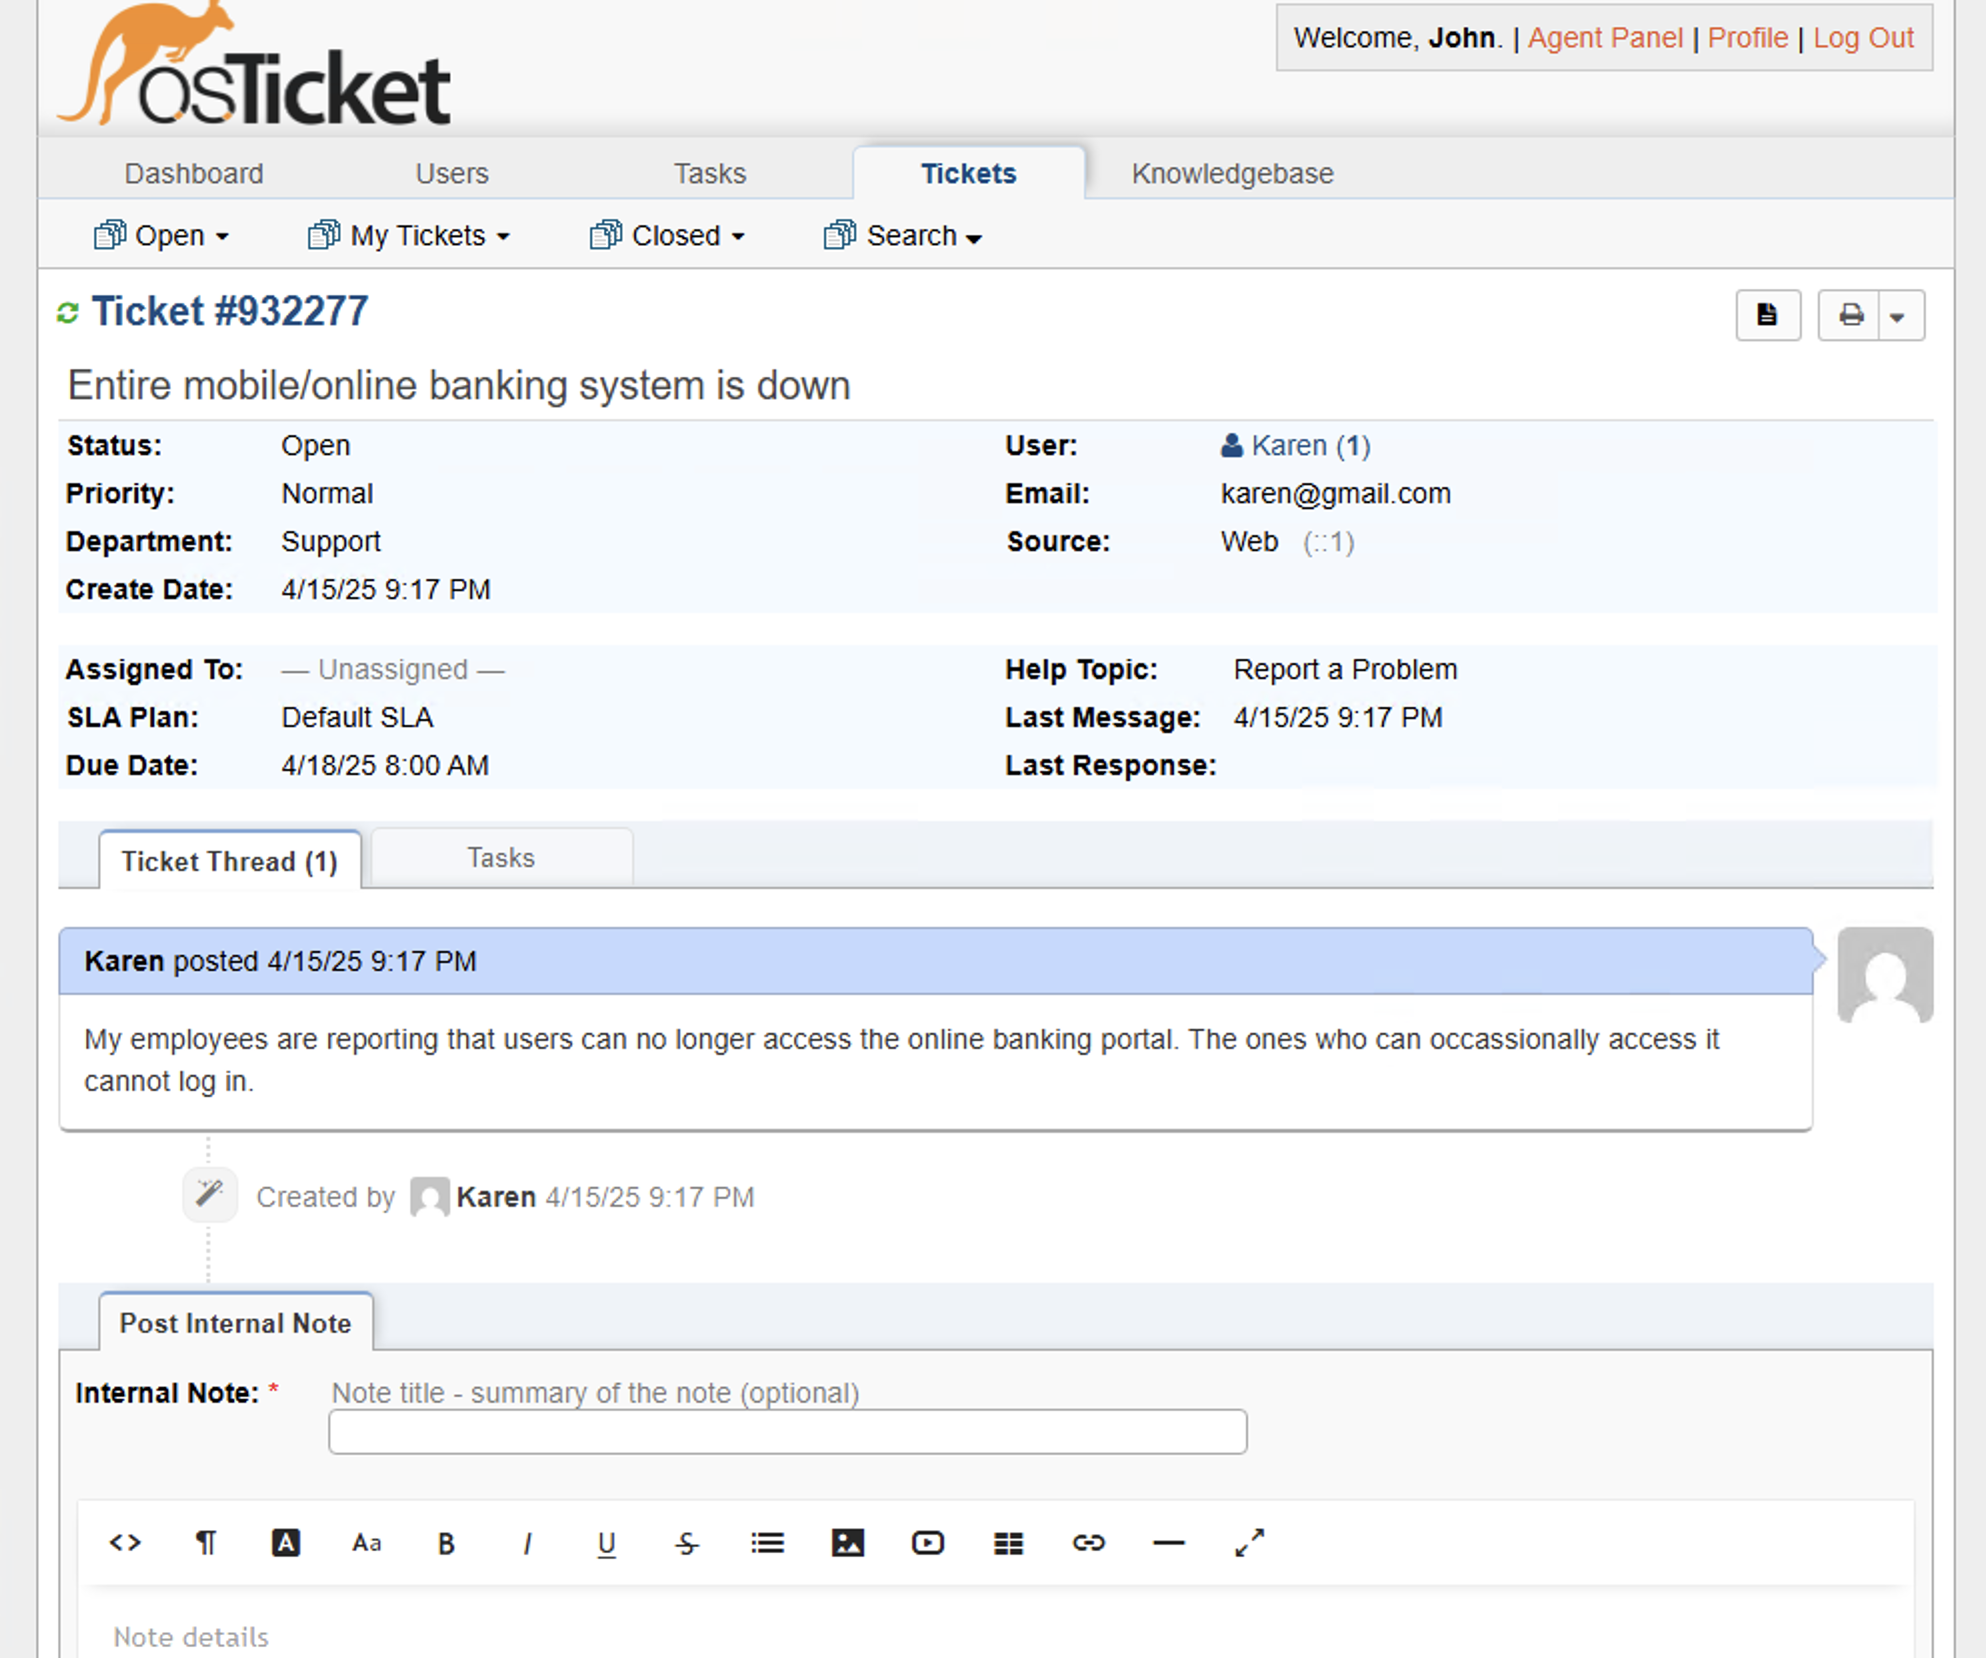 osTicket
Welcome, John. | Agent Panel | Profile | Log Out
Dashboard Users Tasks Tickets Knowledgebase
Open My Tickets Closed Search
Ticket #932277
Entire mobile/online banking system is down
Status: Open User: Karen (1)
Priority: Normal Email: karen@gmail.com
Department: Support Source: Web (::1)
Create Date: 4/15/25 9:17 PM
Assigned To: — Unassigned — Help Topic: Report a Problem
SLA Plan: Default SLA Last Message: 4/15/25 9:17 PM
Due Date: 4/18/25 8:00 AM Last Response:
Ticket Thread (1) Tasks
Karen posted 4/15/25 9:17 PM
My employees are reporting that users can no longer access the online banking portal. The ones who can occassionally access it
cannot log in.
Created by Karen 4/15/25 9:17 PM
Post Internal Note
Internal Note: * Note title - summary of the note (optional)
<> ¶ A Aa B I U S
Note details